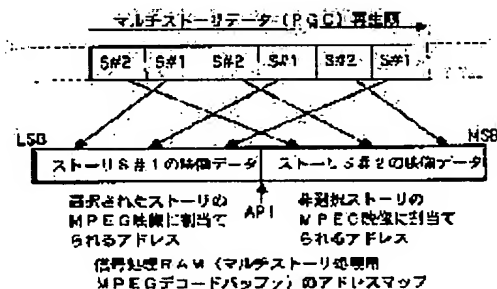 マルチストーリデータ（PGC）再生順
S#2 S#1 S#2 S#1 S#2 S#1
LSB MSB
ストーリS#1の映像データ ストーリS#2の映像データ
選択されたストーリの
MPEG映像に割当て
られるアドレス
API
非選択ストーリの
MPEG映像に割当て
られるアドレス
信号処理RAM（マルチストーリ処理用
MPEGデコードバッファ）のアドレスマップ